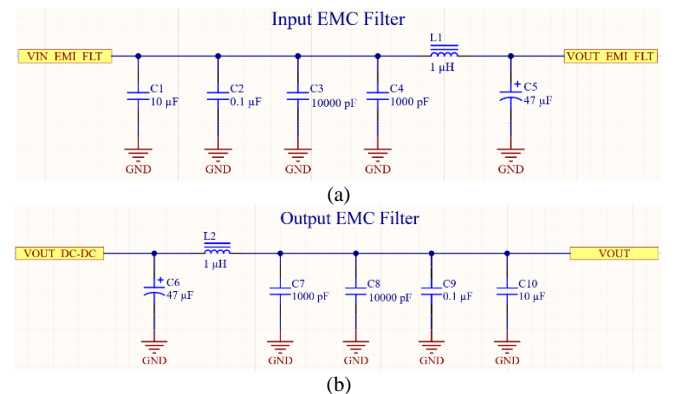 Input EMC Filter
VIN_EMI_FLT
L1
1 µH
VOUT_EMI_FLT
C1
10 µF
C2
0.1 µF
C3
10000 pF
C4
1000 pF
+ C5
47 µF
GND GND GND GND GND
(a)
Output EMC Filter
VOUT_DC-DC
L2
1 µH
VOUT
+ C6
47 µF
C7
1000 pF
C8
10000 pF
C9
0.1 µF
C10
10 µF
GND GND GND GND GND
(b)